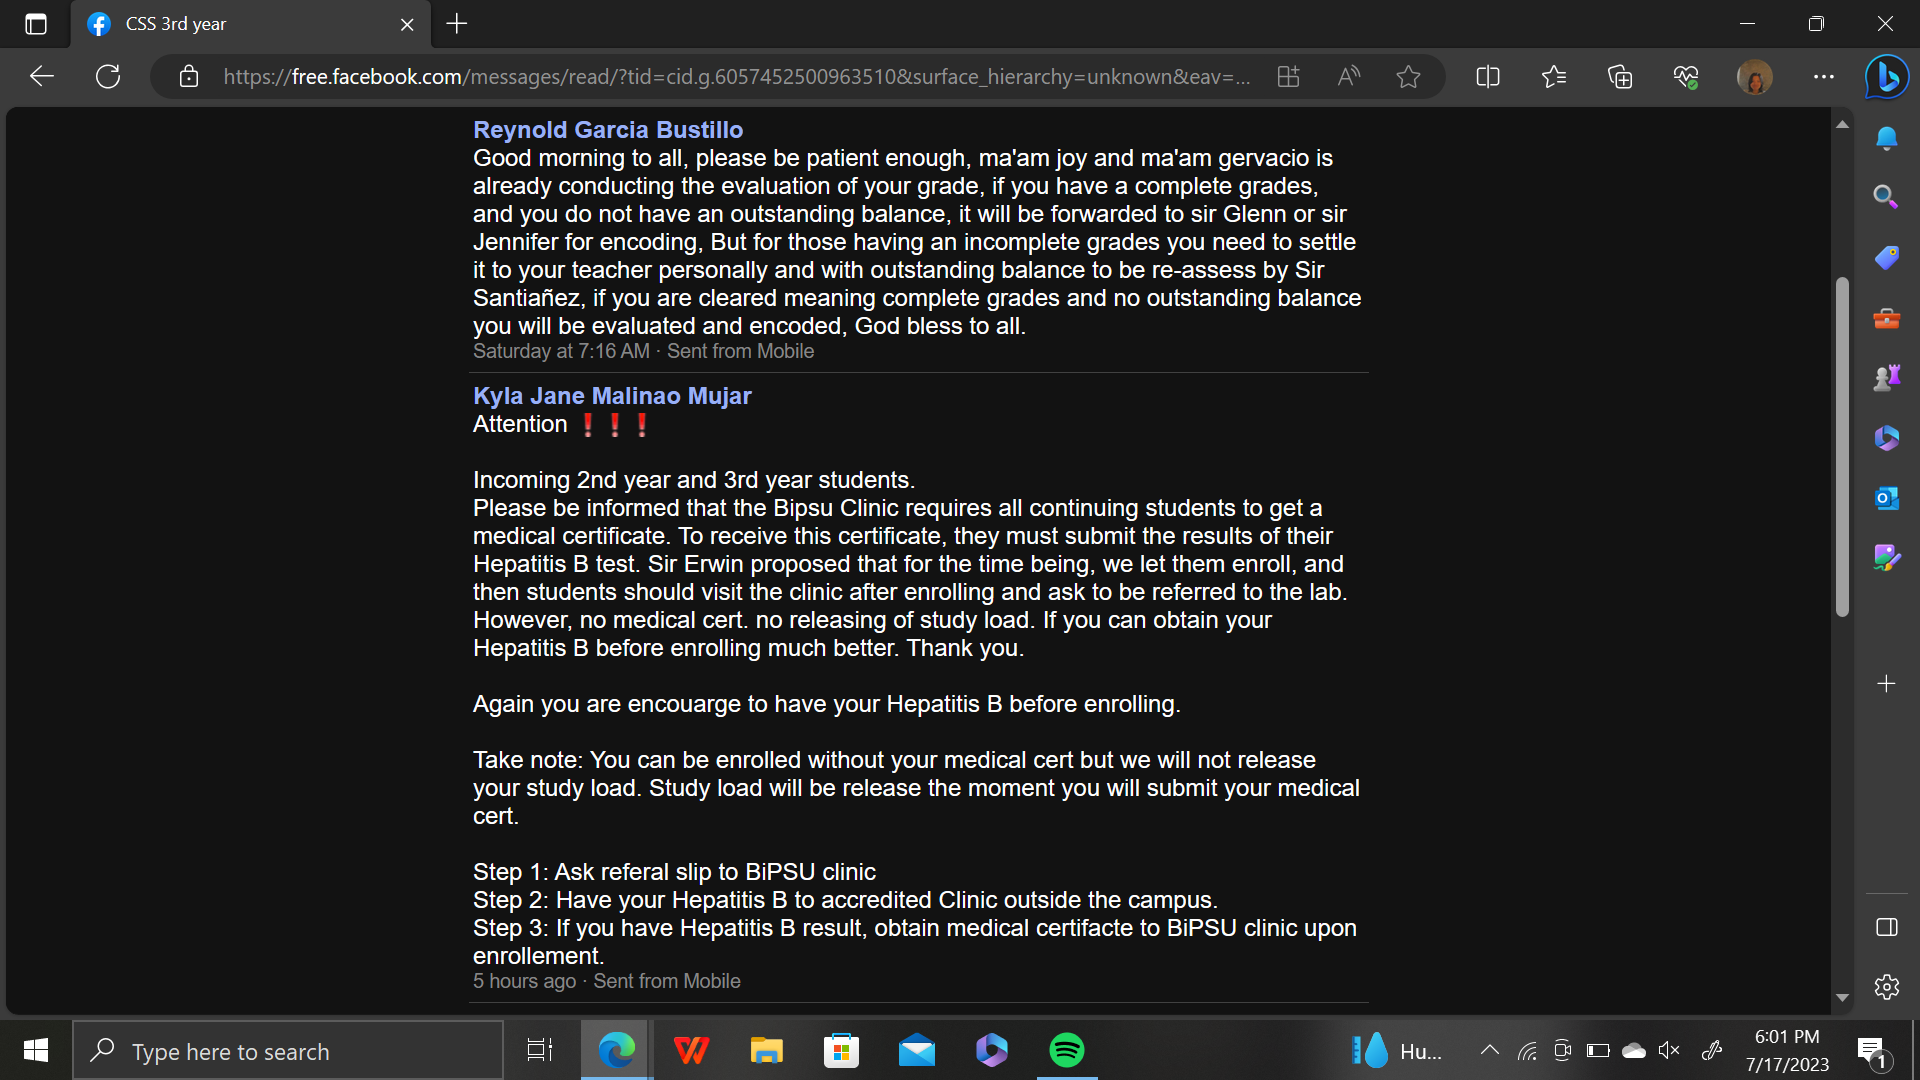 CSS 3rd year
https://free.facebook.com/messages/read/?tid=cid.g.6057452500963510&surface_hierarchy=unknown&eav=...
Reynold Garcia Bustillo
Good morning to all, please be patient enough, ma'am joy and ma'am gervacio is
already conducting the evaluation of your grade, if you have a complete grades,
and you do not have an outstanding balance, it will be forwarded to sir Glenn or sir
Jennifer for encoding, But for those having an incomplete grades you need to settle
it to your teacher personally and with outstanding balance to be re-assess by Sir
Santiañez, if you are cleared meaning complete grades and no outstanding balance
you will be evaluated and encoded, God bless to all.
Saturday at 7:16 AM · Sent from Mobile
Kyla Jane Malinao Mujar
Attention ❗❗❗
Incoming 2nd year and 3rd year students.
Please be informed that the Bipsu Clinic requires all continuing students to get a
medical certificate. To receive this certificate, they must submit the results of their
Hepatitis B test. Sir Erwin proposed that for the time being, we let them enroll, and
then students should visit the clinic after enrolling and ask to be referred to the lab.
However, no medical cert. no releasing of study load. If you can obtain your
Hepatitis B before enrolling much better. Thank you.
Again you are encouarge to have your Hepatitis B before enrolling.
Take note: You can be enrolled without your medical cert but we will not release
your study load. Study load will be release the moment you will submit your medical
cert.
Step 1: Ask referal slip to BiPSU clinic
Step 2: Have your Hepatitis B to accredited Clinic outside the campus.
Step 3: If you have Hepatitis B result, obtain medical certifacte to BiPSU clinic upon
enrollement.
5 hours ago · Sent from Mobile
Type here to search
Hu...
6:01 PM
7/17/2023
1